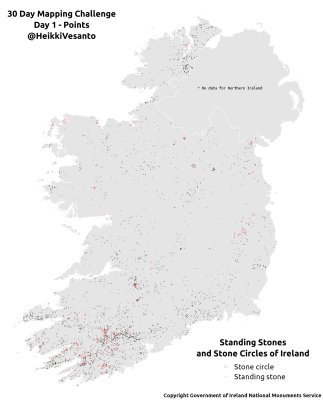 30 Day Mapping Challenge
Day 1 - Points
@HeikkiVesanto
* No data for Northern Ireland
Standing Stones
and Stone Circles of Ireland
Stone circle
Standing stone
Copyright Government of Ireland National Monuments Service